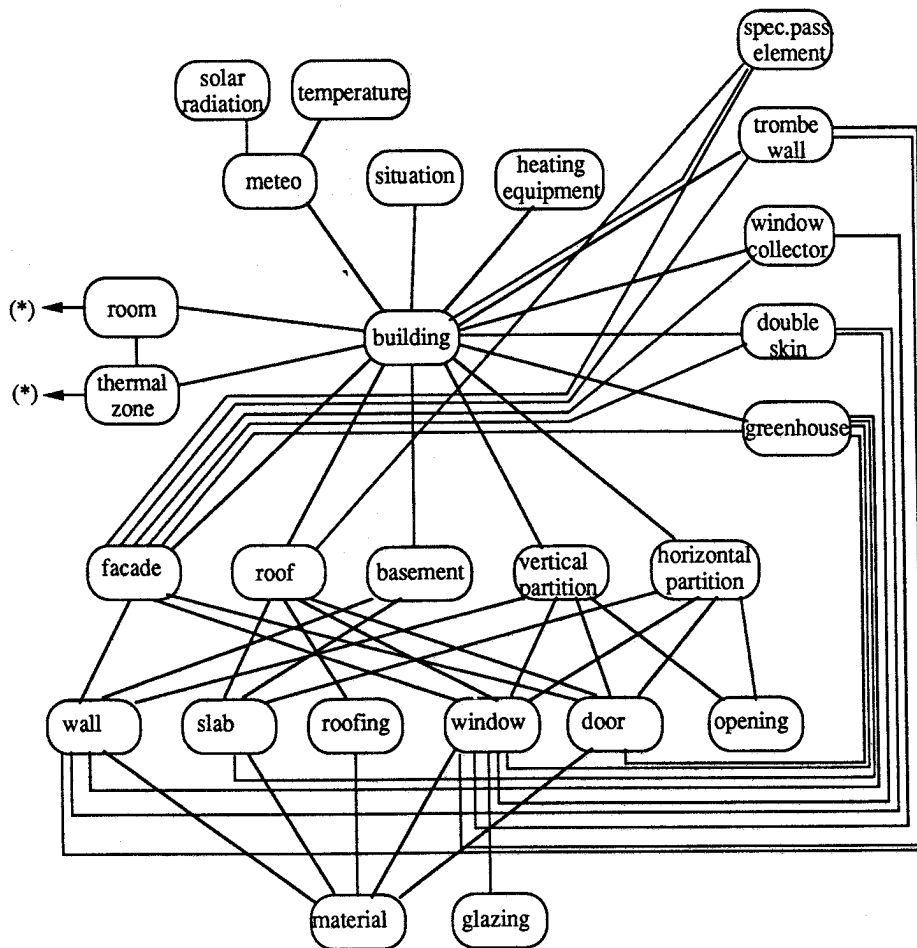 spec.pass.
element
solar
radiation
temperature
trombe
wall
meteo
situation
heating
equipment
window
collector
(*)
room
building
double
skin
(*)
thermal
zone
greenhouse
facade
roof
basement
vertical
partition
horizontal
partition
wall
slab
roofing
window
door
opening
material
glazing